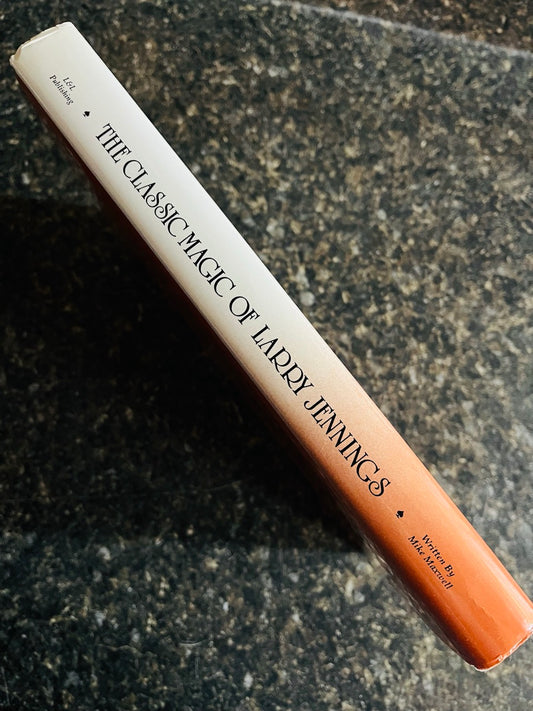 L&L
Publishing
THE CLASSIC MAGIC OF LARRY JENNINGS
Written By
Mike Maxwell